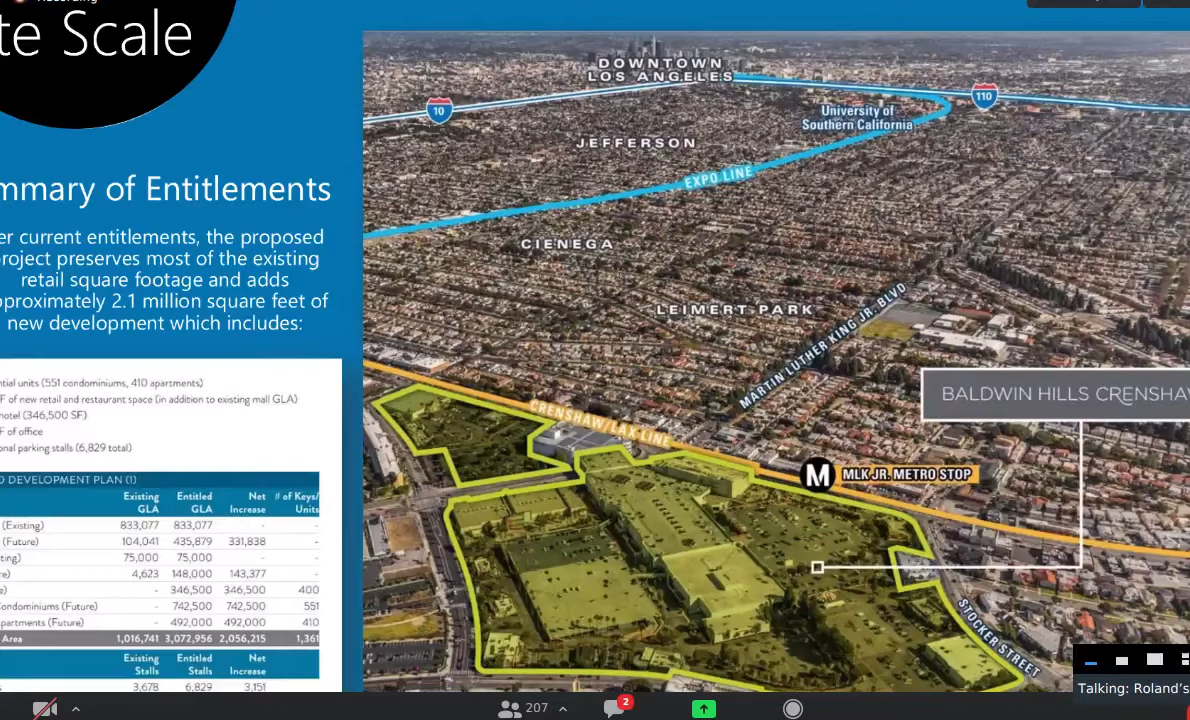 Recording
te Scale
mmary of Entitlements
er current entitlements, the proposed
roject preserves most of the existing
retail square footage and adds
pproximately 2.1 million square feet of
new development which includes:
ntial units (551 condominiums, 410 apartments)
F of new retail and restaurant space (in addition to existing mall GLA)
hotel (346,500 SF)
F of office
onal parking stalls (6,829 total)
D DEVELOPMENT PLAN (1)
Existing GLA Entitled GLA Net Increase # of Keys/ Units
(Existing) 833,077 833,077 - -
(Future) 104,041 435,879 331,838 -
ting) 75,000 75,000 - -
re) 4,623 148,000 143,377 -
e) - 346,500 346,500 400
ondominiums (Future) - 742,500 742,500 551
partments (Future) - 492,000 492,000 410
Area 1,016,741 3,072,956 2,056,215 1,361
Existing Stalls Entitled Stalls Net Increase
s 3,678 6,829 3,151
DOWNTOWN
LOS ANGELES
10
110
University of
Southern California
JEFFERSON
EXPO LINE
CIENEGA
LEIMERT PARK
MARTIN LUTHER KING JR. BLVD
BALDWIN HILLS CRENSHAW
CRENSHAW/LAX LINE
M MLK JR. METRO STOP
STOCKER STREET
Talking: Roland's
207
2